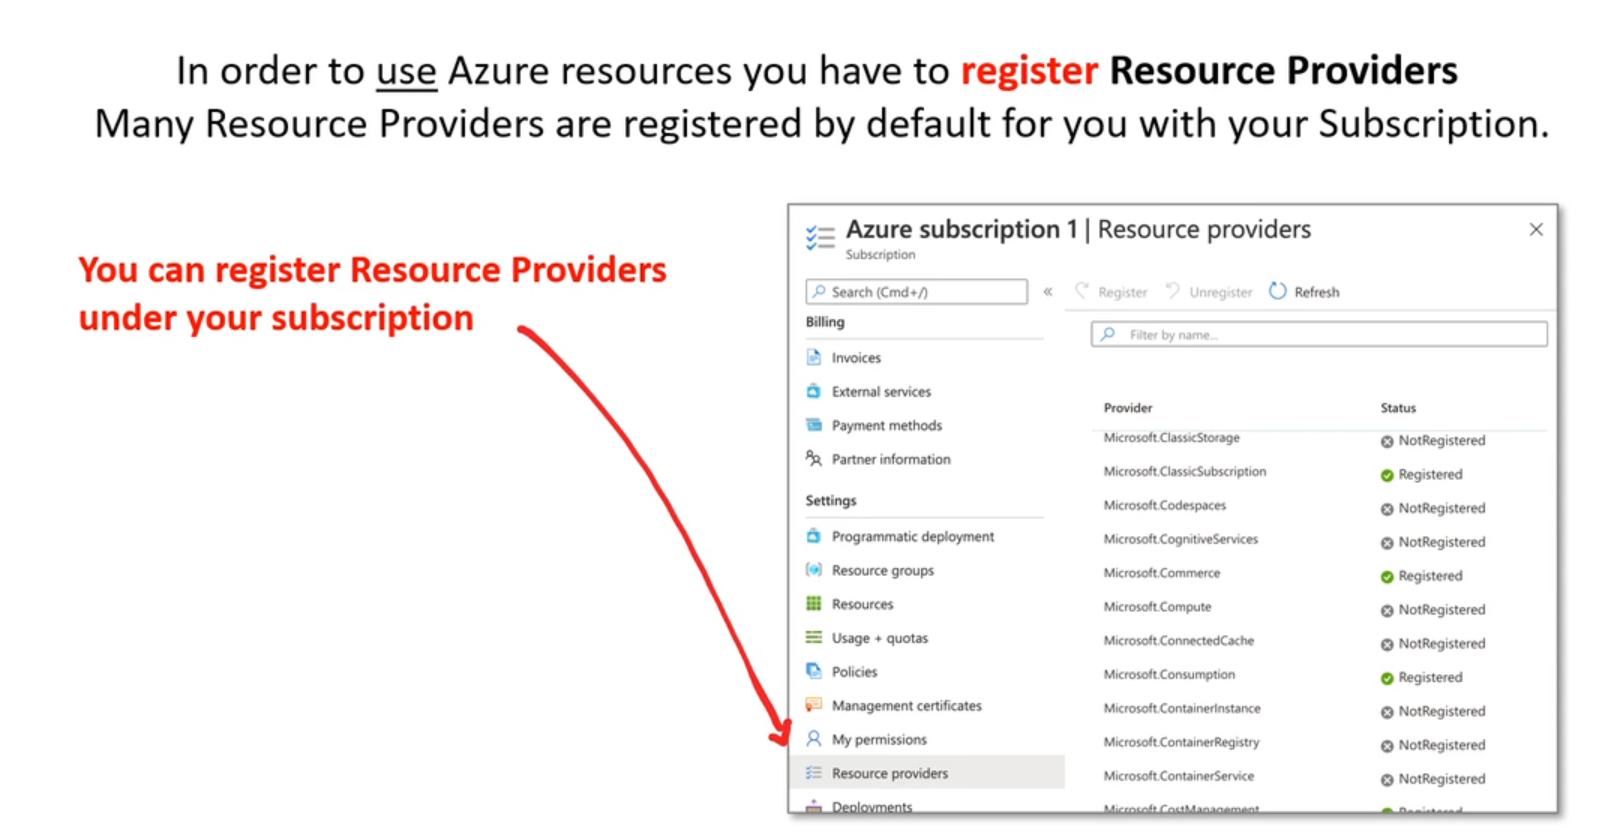 In order to use Azure resources you have to register Resource Providers
Many Resource Providers are registered by default for you with your Subscription.
You can register Resource Providers
under your subscription
Azure subscription 1 | Resource providers
Subscription
Search (Cmd+/)
«
Register
Unregister
Refresh
Billing
Invoices
External services
Payment methods
Partner information
Settings
Programmatic deployment
Resource groups
Resources
Usage + quotas
Policies
Management certificates
My permissions
Resource providers
Deployments
Filter by name...
Provider Status
Microsoft.ClassicStorage NotRegistered
Microsoft.ClassicSubscription Registered
Microsoft.Codespaces NotRegistered
Microsoft.CognitiveServices NotRegistered
Microsoft.Commerce Registered
Microsoft.Compute NotRegistered
Microsoft.ConnectedCache NotRegistered
Microsoft.Consumption Registered
Microsoft.ContainerInstance NotRegistered
Microsoft.ContainerRegistry NotRegistered
Microsoft.ContainerService NotRegistered
Microsoft.CostManagement Registered